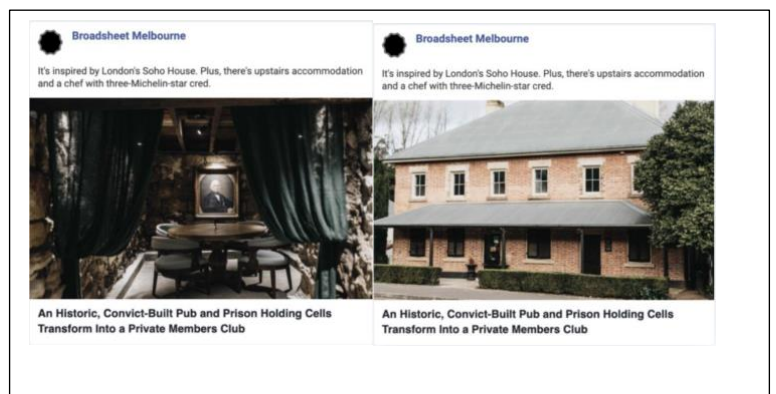 Broadsheet Melbourne
It's inspired by London's Soho House. Plus, there's upstairs accommodation
and a chef with three-Michelin-star cred.
An Historic, Convict-Built Pub and Prison Holding Cells
Transform Into a Private Members Club
Broadsheet Melbourne
It's inspired by London's Soho House. Plus, there's upstairs accommodation
and a chef with three-Michelin-star cred.
An Historic, Convict-Built Pub and Prison Holding Cells
Transform Into a Private Members Club